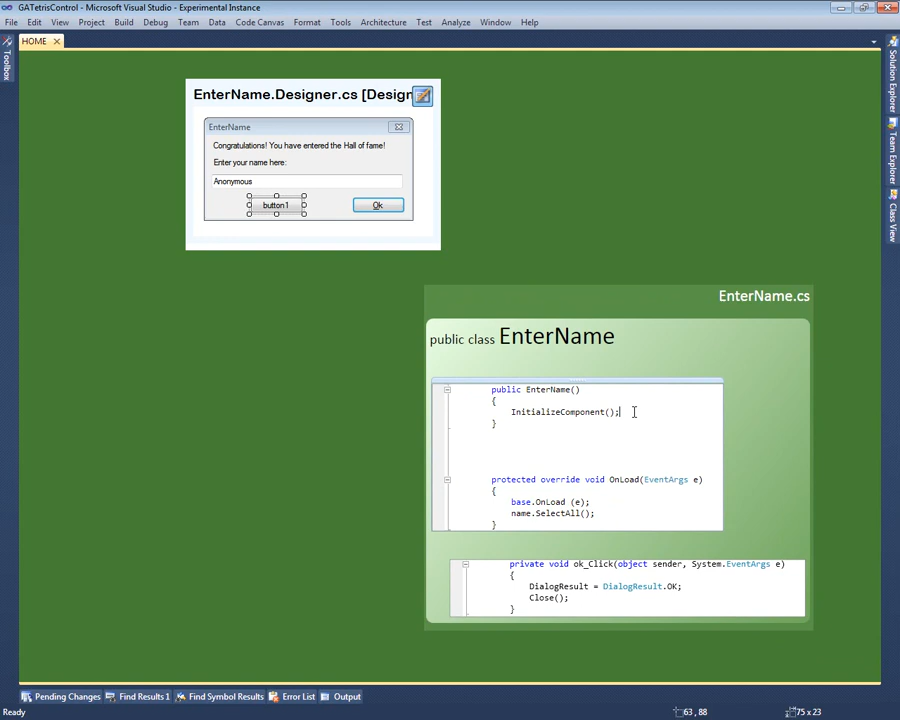 GATetrisControl - Microsoft Visual Studio - Experimental Instance
File Edit View Project Build Debug Team Data Code Canvas Format Tools Architecture Test Analyze Window Help
HOME
Toolbox
Solution Explorer
Team Explorer
Class View
EnterName.Designer.cs [Design
EnterName
Congratulations! You have entered the Hall of fame!
Enter your name here:
Anonymous
button1
Ok
EnterName.cs
public class EnterName
public EnterName()
{
InitializeComponent();
}
protected override void OnLoad(EventArgs e)
{
base.OnLoad (e);
name.SelectAll();
}
private void ok_Click(object sender, System.EventArgs e)
{
DialogResult = DialogResult.OK;
Close();
}
Pending Changes Find Results 1 Find Symbol Results Error List Output
Ready 63 , 88 75 x 23